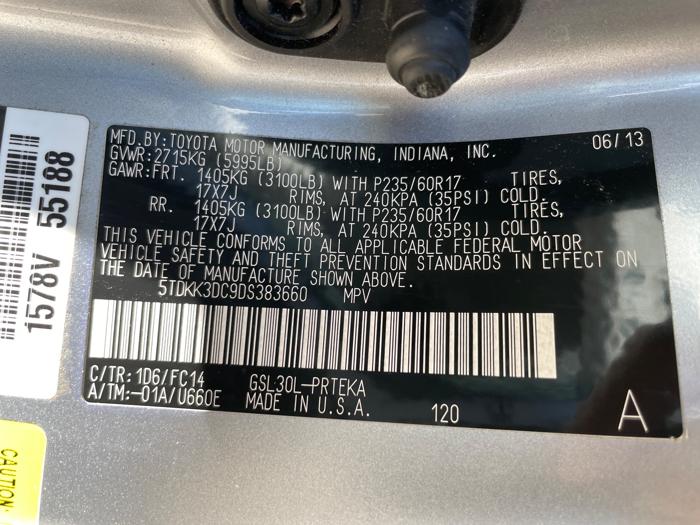 MFD.BY:TOYOTA MOTOR MANUFACTURING, INDIANA, INC. 06/13
GVWR:2715KG (5995LB)
GAWR:FRT. 1405KG (3100LB) WITH P235/60R17 TIRES,
17X7J RIMS, AT 240KPA (35PSI) COLD.
RR. 1405KG (3100LB) WITH P235/60R17 TIRES,
17X7J RIMS, AT 240KPA (35PSI) COLD.
THIS VEHICLE CONFORMS TO ALL APPLICABLE FEDERAL MOTOR
VEHICLE SAFETY AND THEFT PREVENTION STANDARDS IN EFFECT ON
THE DATE OF MANUFACTURE SHOWN ABOVE.
5TDKK3DC9DS383660 MPV
C/TR:1D6/FC14 GSL30L-PRTEKA
A/TM:-01A/U660E MADE IN U.S.A. 120 A
1578V 55188
CAUTION